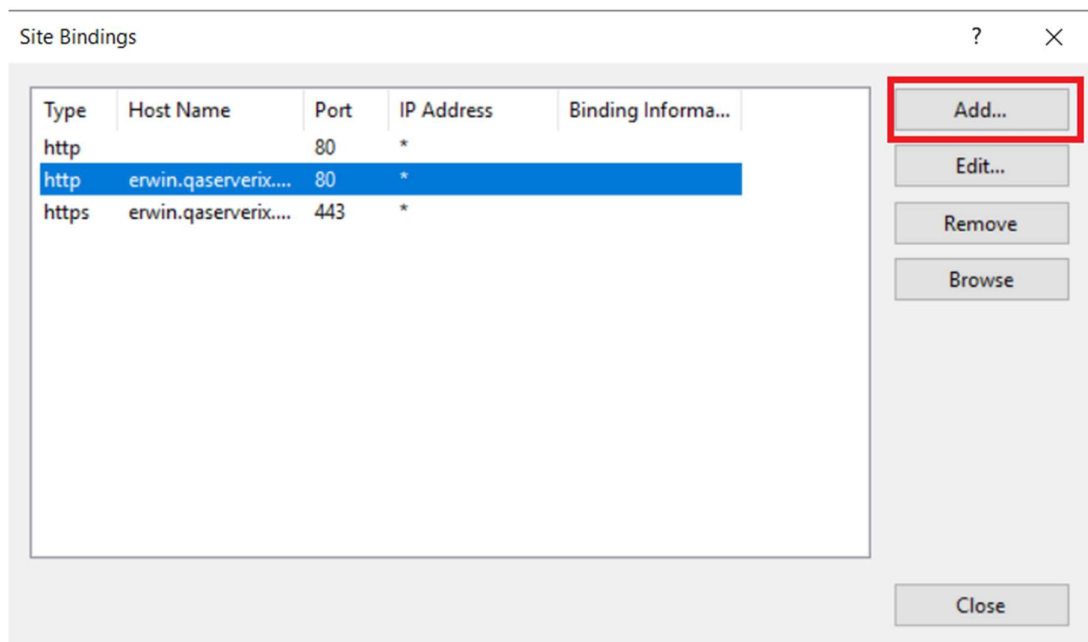 Site Bindings ?
Type Host Name Port IP Address Binding Informa... Add...
http 80 *
http erwin.qaserverix.... 80 * Edit...
https erwin.qaserverix.... 443 *
Remove
Browse
Close